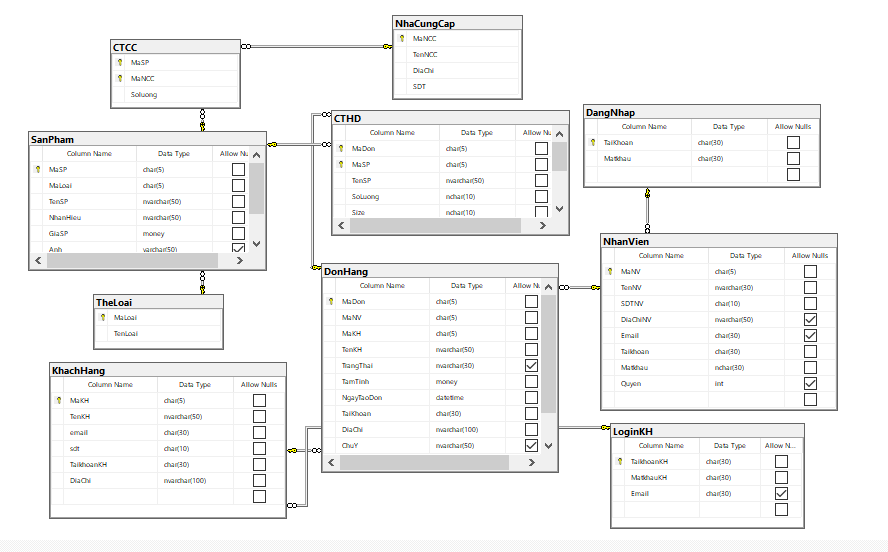 NhaCungCap
MaNCC
TenNCC
DiaChi
SDT
CTCC
MaSP
MaNCC
Soluong
SanPham
Column Name Data Type Allow Nu
MaSP char(5)
MaLoai char(5)
TenSP nvarchar(50)
NhanHieu nvarchar(50)
GiaSP money
Anh varchar(50)
CTHD
Column Name Data Type Allow Nu
MaDon char(5)
MaSP char(5)
TenSP nvarchar(50)
SoLuong nchar(10)
Size nchar(10)
DangNhap
Column Name Data Type Allow Nulls
TaiKhoan char(30)
Matkhau char(30)
NhanVien
Column Name Data Type Allow Nulls
MaNV char(5)
TenNV nvarchar(30)
SDTNV char(10)
DiaChiNV nvarchar(50)
Email char(30)
Taikhoan char(30)
Matkhau nchar(30)
Quyen int
TheLoai
MaLoai
TenLoai
DonHang
Column Name Data Type Allow Nu
MaDon char(5)
MaNV char(5)
MaKH char(5)
TenKH nvarchar(50)
TrangThai nvarchar(30)
TamTinh money
NgayTaoDon datetime
TaiKhoan char(30)
DiaChi nvarchar(100)
ChuY nvarchar(50)
KhachHang
Column Name Data Type Allow Nulls
MaKH char(5)
TenKH nvarchar(50)
email char(30)
sdt char(10)
TaikhoanKH char(30)
DiaChi nvarchar(100)
LoginKH
Column Name Data Type Allow N...
TaikhoanKH char(30)
MatkhauKH char(30)
Email char(30)